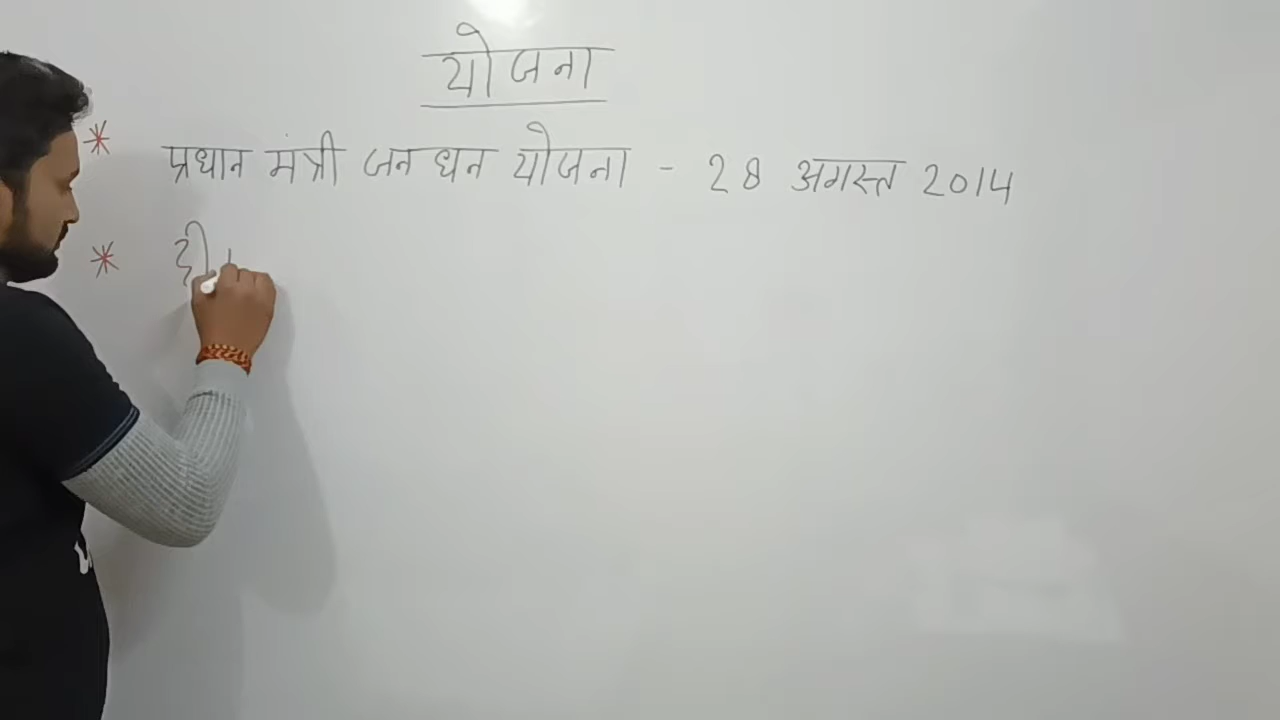 योजना
* प्रधान मंत्री जन धन योजना - 28 अगस्त 2014
* दी